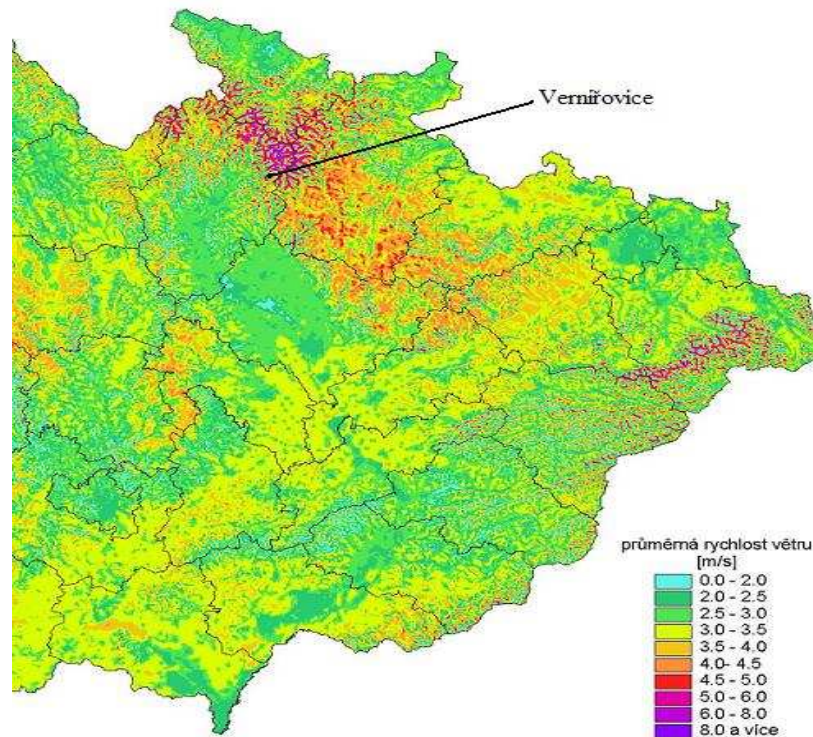 Verniřovice
průměrná rychlost větru
[m/s]
0.0 - 2.0
2.0 - 2.5
2.5 - 3.0
3.0 - 3.5
3.5 - 4.0
4.0- 4.5
4.5 - 5.0
5.0 - 6.0
6.0 - 8.0
8.0 a více